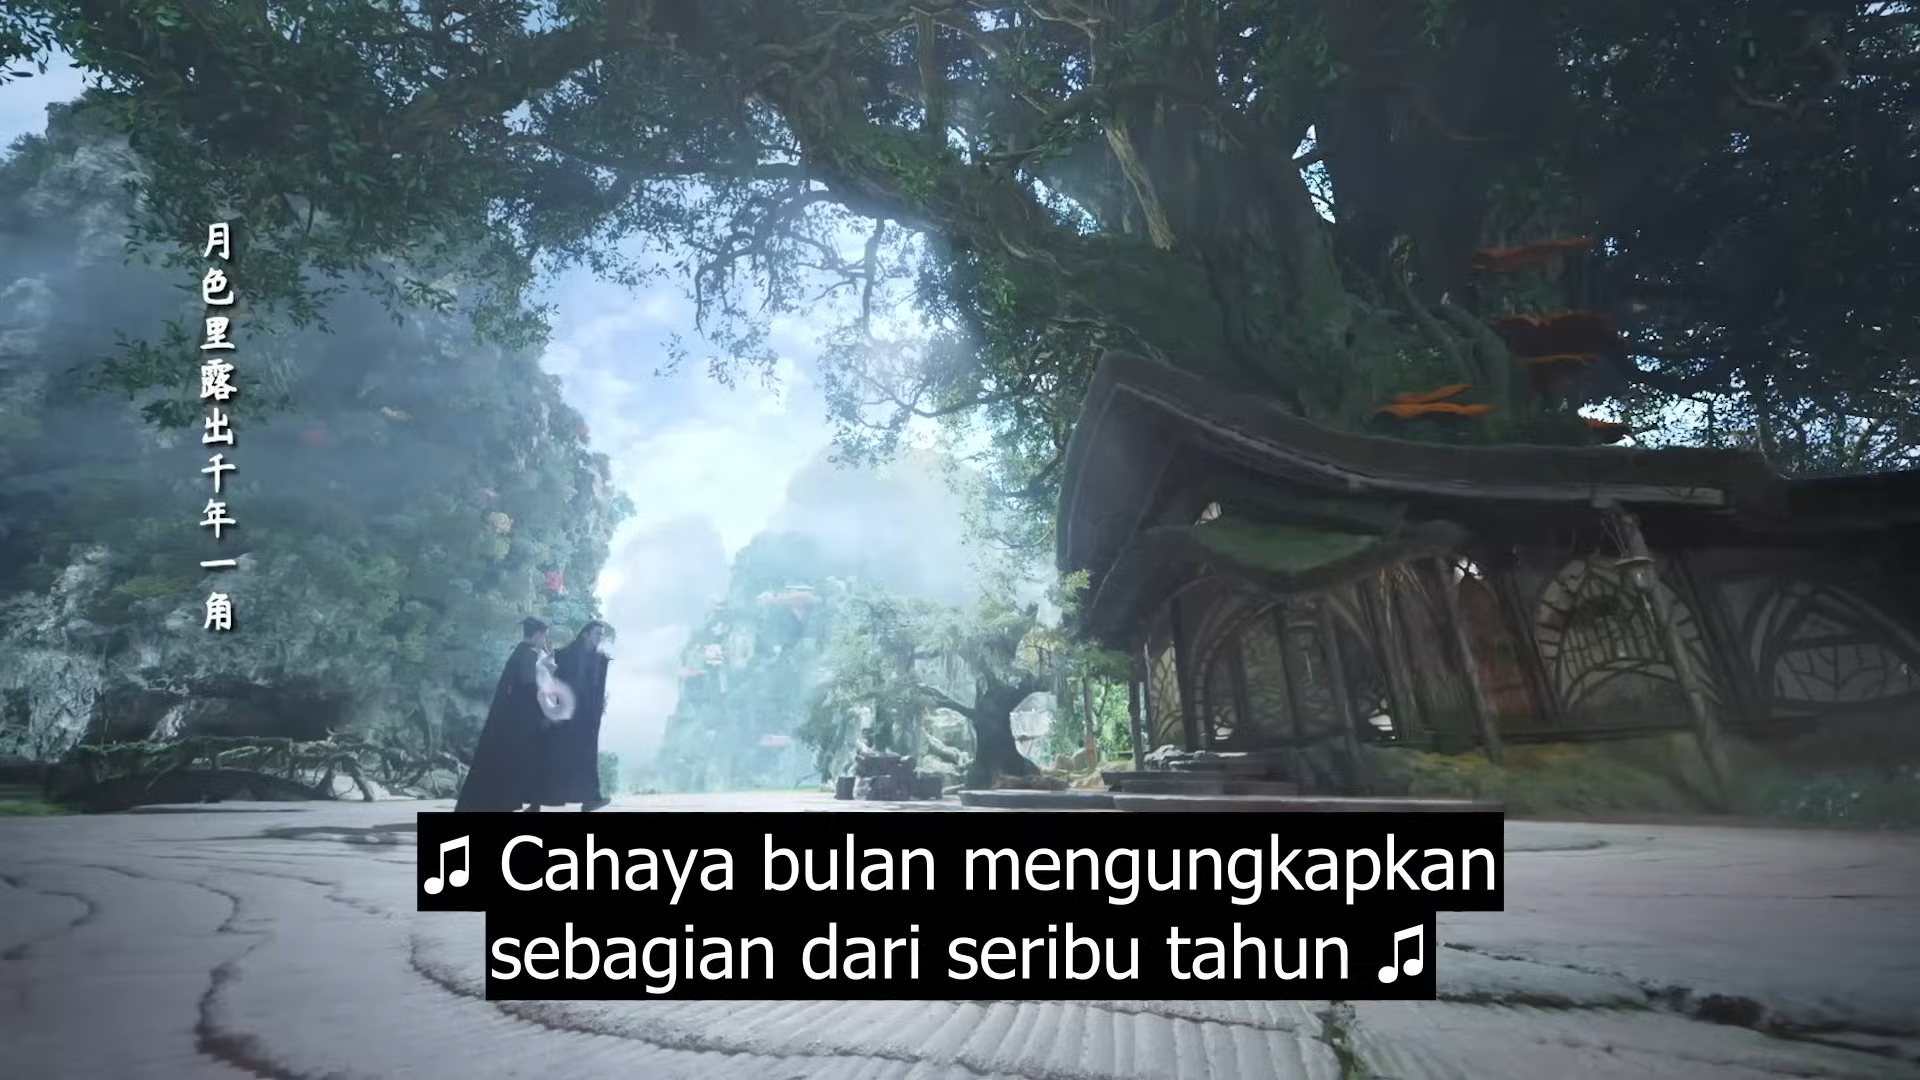 月色里露出千年一角
♫ Cahaya bulan mengungkapkan
sebagian dari seribu tahun ♫